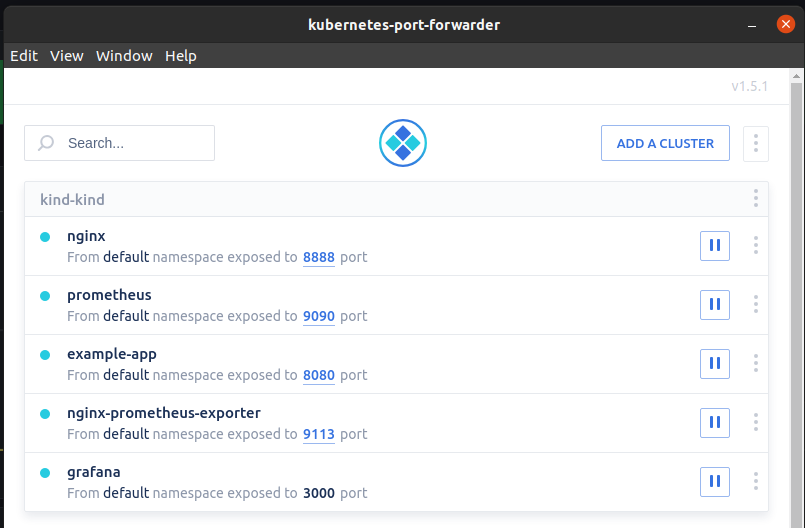 kubernetes-port-forwarder
Edit View Window Help
v1.5.1
Search... ADD A CLUSTER
kind-kind
nginx
From default namespace exposed to 8888 port
prometheus
From default namespace exposed to 9090 port
example-app
From default namespace exposed to 8080 port
nginx-prometheus-exporter
From default namespace exposed to 9113 port
grafana
From default namespace exposed to 3000 port